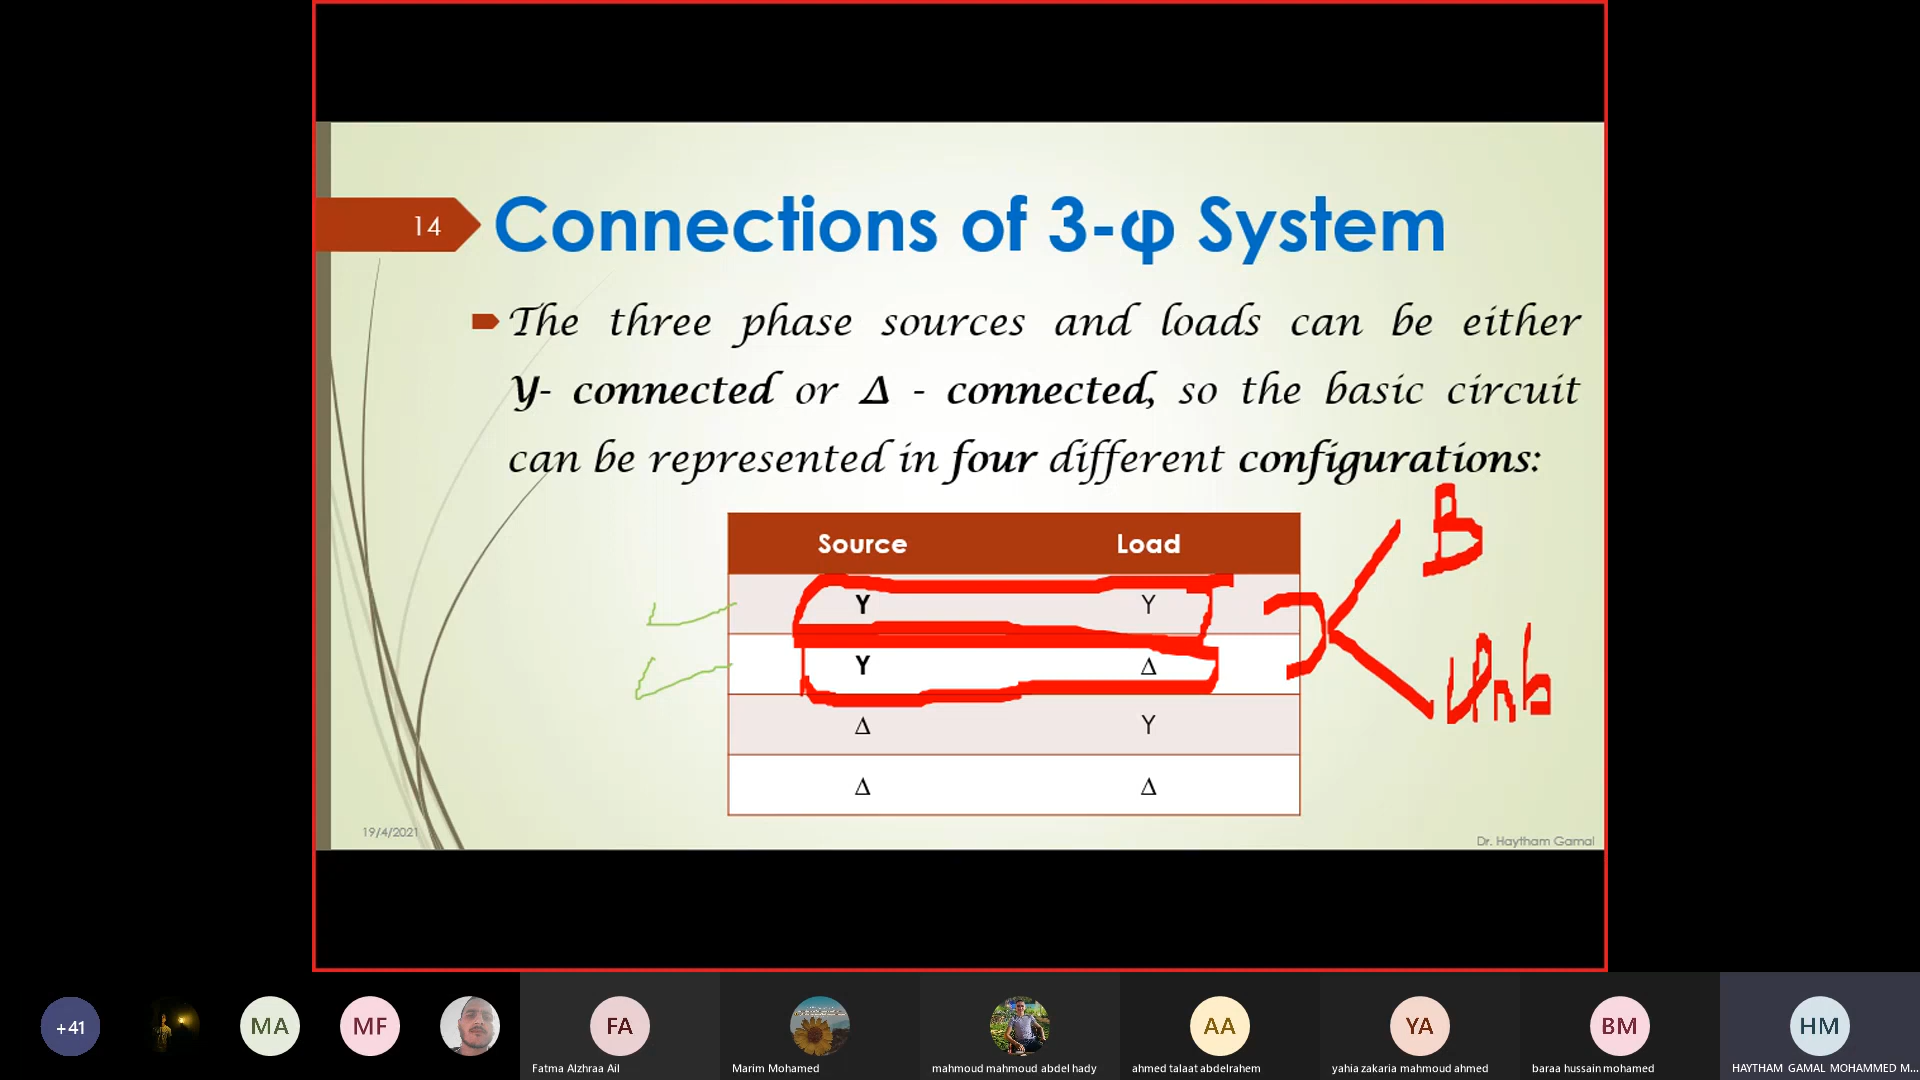 14
Connections of 3-φ System
The three phase sources and loads can be either
Y- connected or Δ - connected, so the basic circuit
can be represented in four different configurations:
Source Load
Y Y
Y Δ
Δ Y
Δ Δ
B
Unb
19/4/2021
Dr. Haytham Gamal
+41
MA
MF
FA
AA
YA
BM
HM
Fatma Alzhraa Ail
Marim Mohamed
mahmoud mahmoud abdel hady
ahmed talaat abdelrahem
yahia zakaria mahmoud ahmed
baraa hussain mohamed
HAYTHAM GAMAL MOHAMMED M...